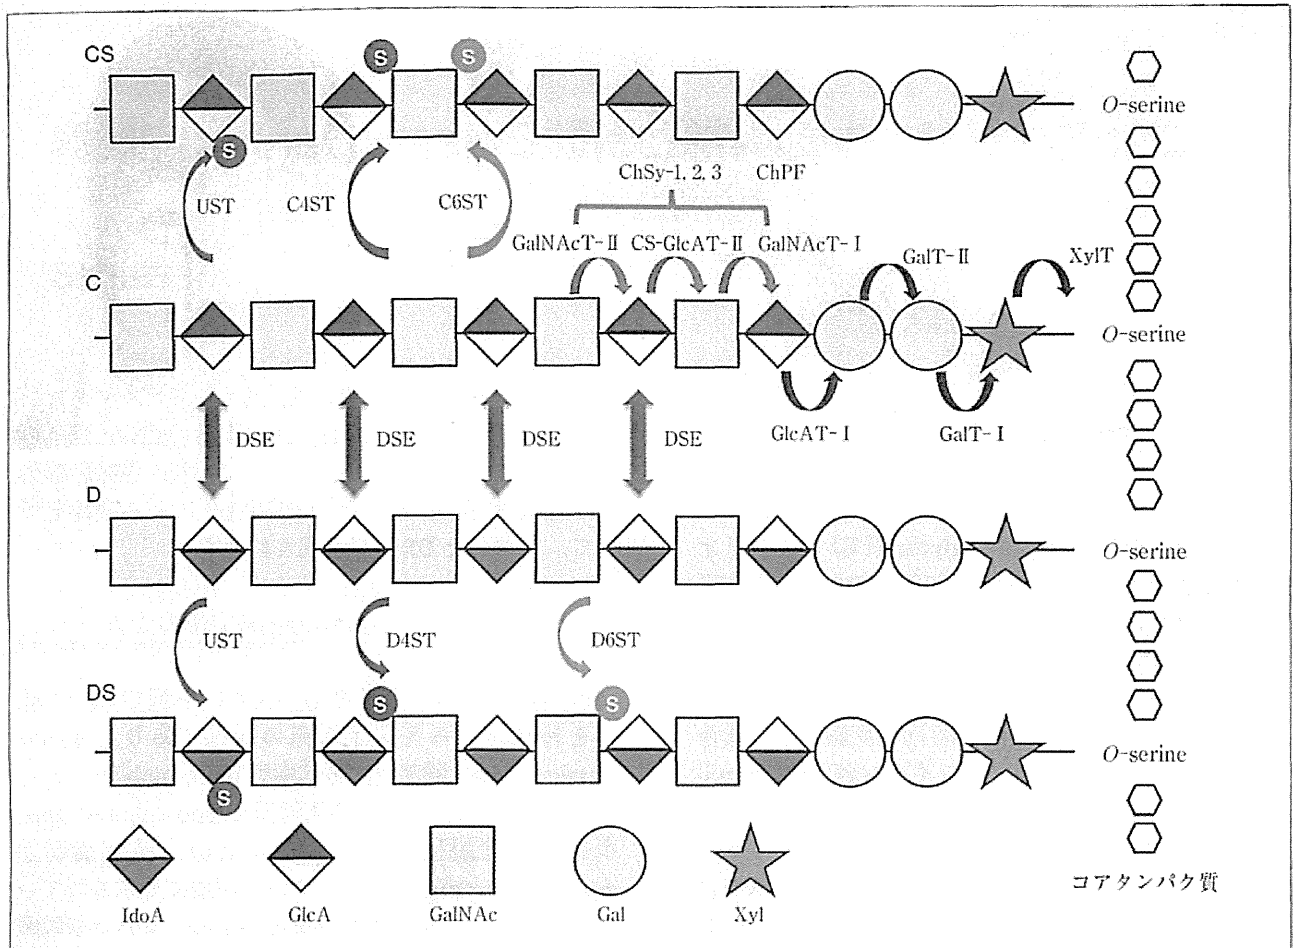 CS
S
S
S
O-serine
ChSy-1, 2, 3
ChPF
UST
C4ST
C6ST
GalNAcT-II
CS-GlcAT-II
GalNAcT-I
GalT-II
XylT
C
O-serine
DSE
DSE
DSE
DSE
GlcAT-I
GalT-I
D
O-serine
UST
D4ST
D6ST
DS
S
S
S
O-serine
IdoA
GlcA
GalNAc
Gal
Xyl
コアタンパク質